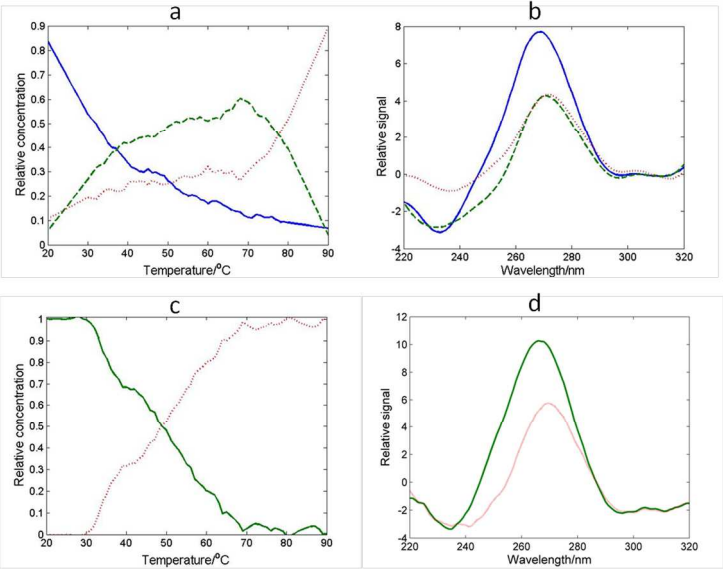 a
b
0.9
0.8
0.7
0.6
0.5
0.4
0.3
0.2
0.1
0
20 30 40 50 60 70 80 90
Relative concentration
Temperature/ºC
8
6
4
2
0
-2
-4
220 240 260 280 300 320
Relative signal
Wavelength/nm
c
d
1
0.9
0.8
0.7
0.6
0.5
0.4
0.3
0.2
0.1
0
20 30 40 50 60 70 80 90
Relative concentration
Temperature/ºC
12
10
8
6
4
2
0
-2
-4
220 240 260 280 300 320
Relative signal
Wavelength/nm